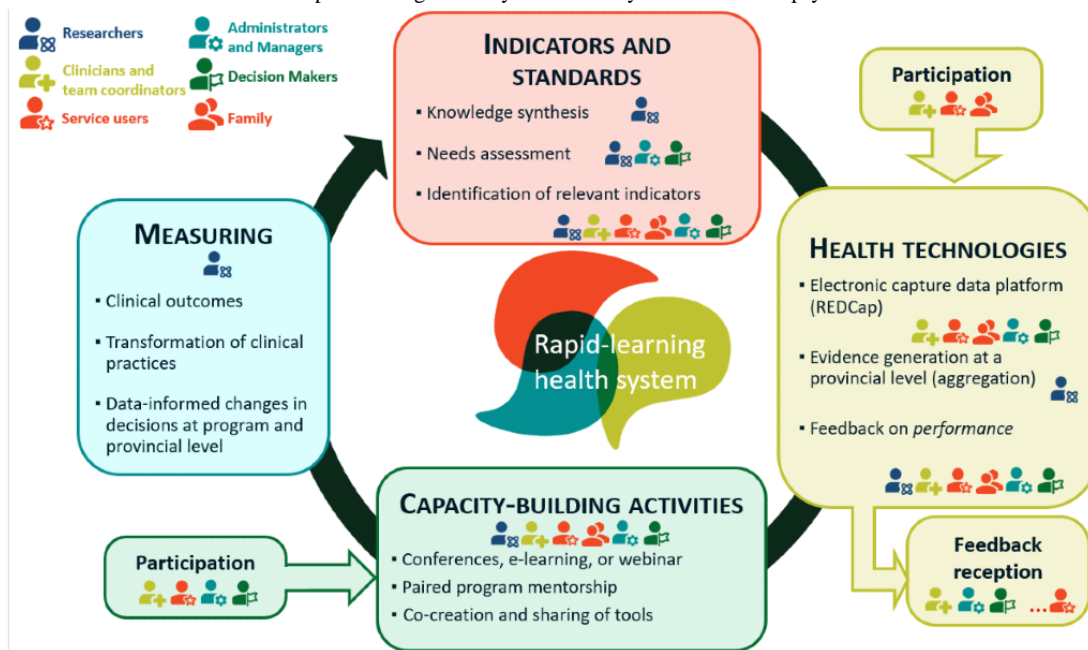 Researchers
Administrators
and Managers
Clinicians and
team coordinators
Decision Makers
Service users
Family
INDICATORS AND
STANDARDS
▪ Knowledge synthesis
▪ Needs assessment
▪ Identification of relevant indicators
Participation
HEALTH TECHNOLOGIES
▪ Electronic capture data platform
(REDCap)
▪ Evidence generation at a
provincial level (aggregation)
▪ Feedback on performance
Feedback
reception
...
MEASURING
▪ Clinical outcomes
▪ Transformation of clinical
practices
▪ Data-informed changes in
decisions at program and
provincial level
Rapid-learning
health system
CAPACITY-BUILDING ACTIVITIES
▪ Conferences, e-learning, or webinar
▪ Paired program mentorship
▪ Co-creation and sharing of tools
Participation